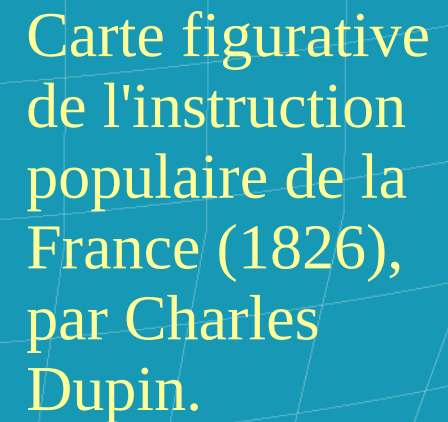 Carte figurative
de l'instruction
populaire de la
France (1826),
par Charles
Dupin.